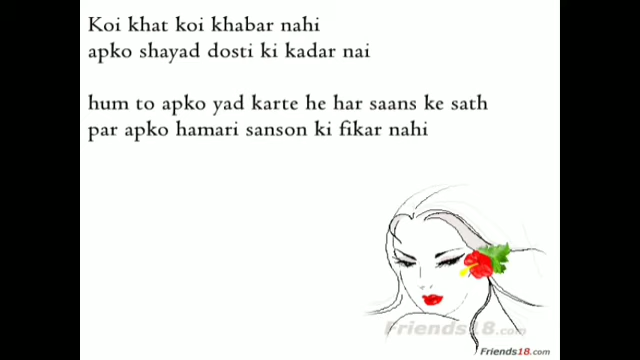 Koi khat koi khabar nahi
apko shayad dosti ki kadar nai
hum to apko yad karte he har saans ke sath
par apko hamari sanson ki fikar nahi
Friends18.com
Friends18.com